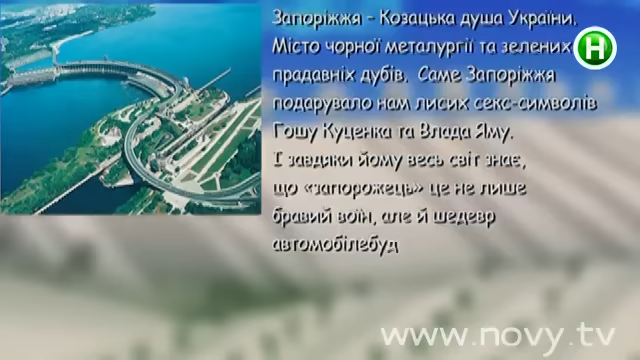 Запоріжжя - Козацька душа України.
Місто чорної металургії та зелених
прадавніх дубів. Саме Запоріжжя
подарувало нам лисих секс-символів
Гошу Куценка та Влада Яму.
І завдяки йому весь світ знає,
що «запорожець» це не лише
бравий воїн, але й шедевр
автомобілебуд
Н
www.novy.tv